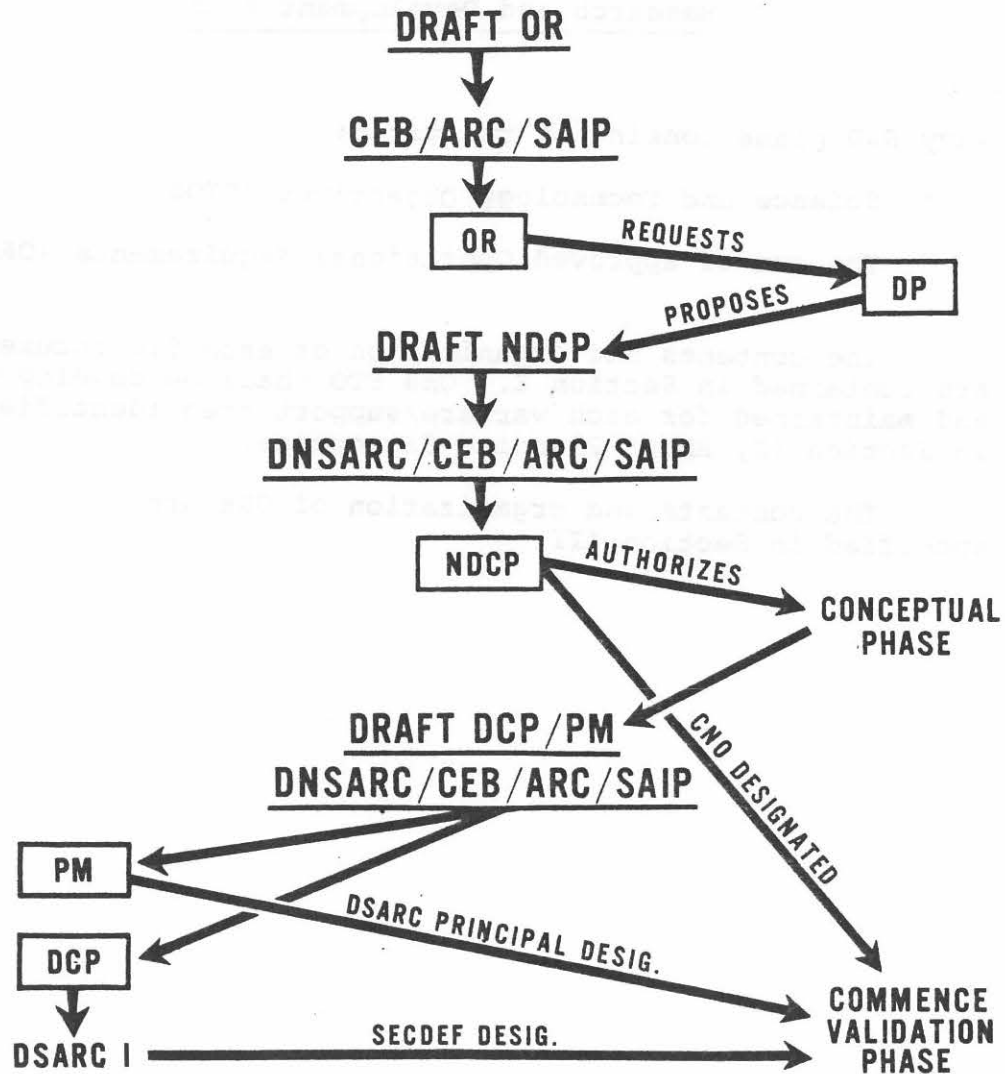 DRAFT OR
CEB/ARC/SAIP
OR
REQUESTS
DP
PROPOSES
DRAFT NDCP
DNSARC/CEB/ARC/SAIP
NDCP
AUTHORIZES
CONCEPTUAL
PHASE
DRAFT DCP/PM
DNSARC/CEB/ARC/SAIP
CNO DESIGNATED
PM
DSARC PRINCIPAL DESIG.
DCP
DSARC I
SECDEF DESIG.
COMMENCE
VALIDATION
PHASE